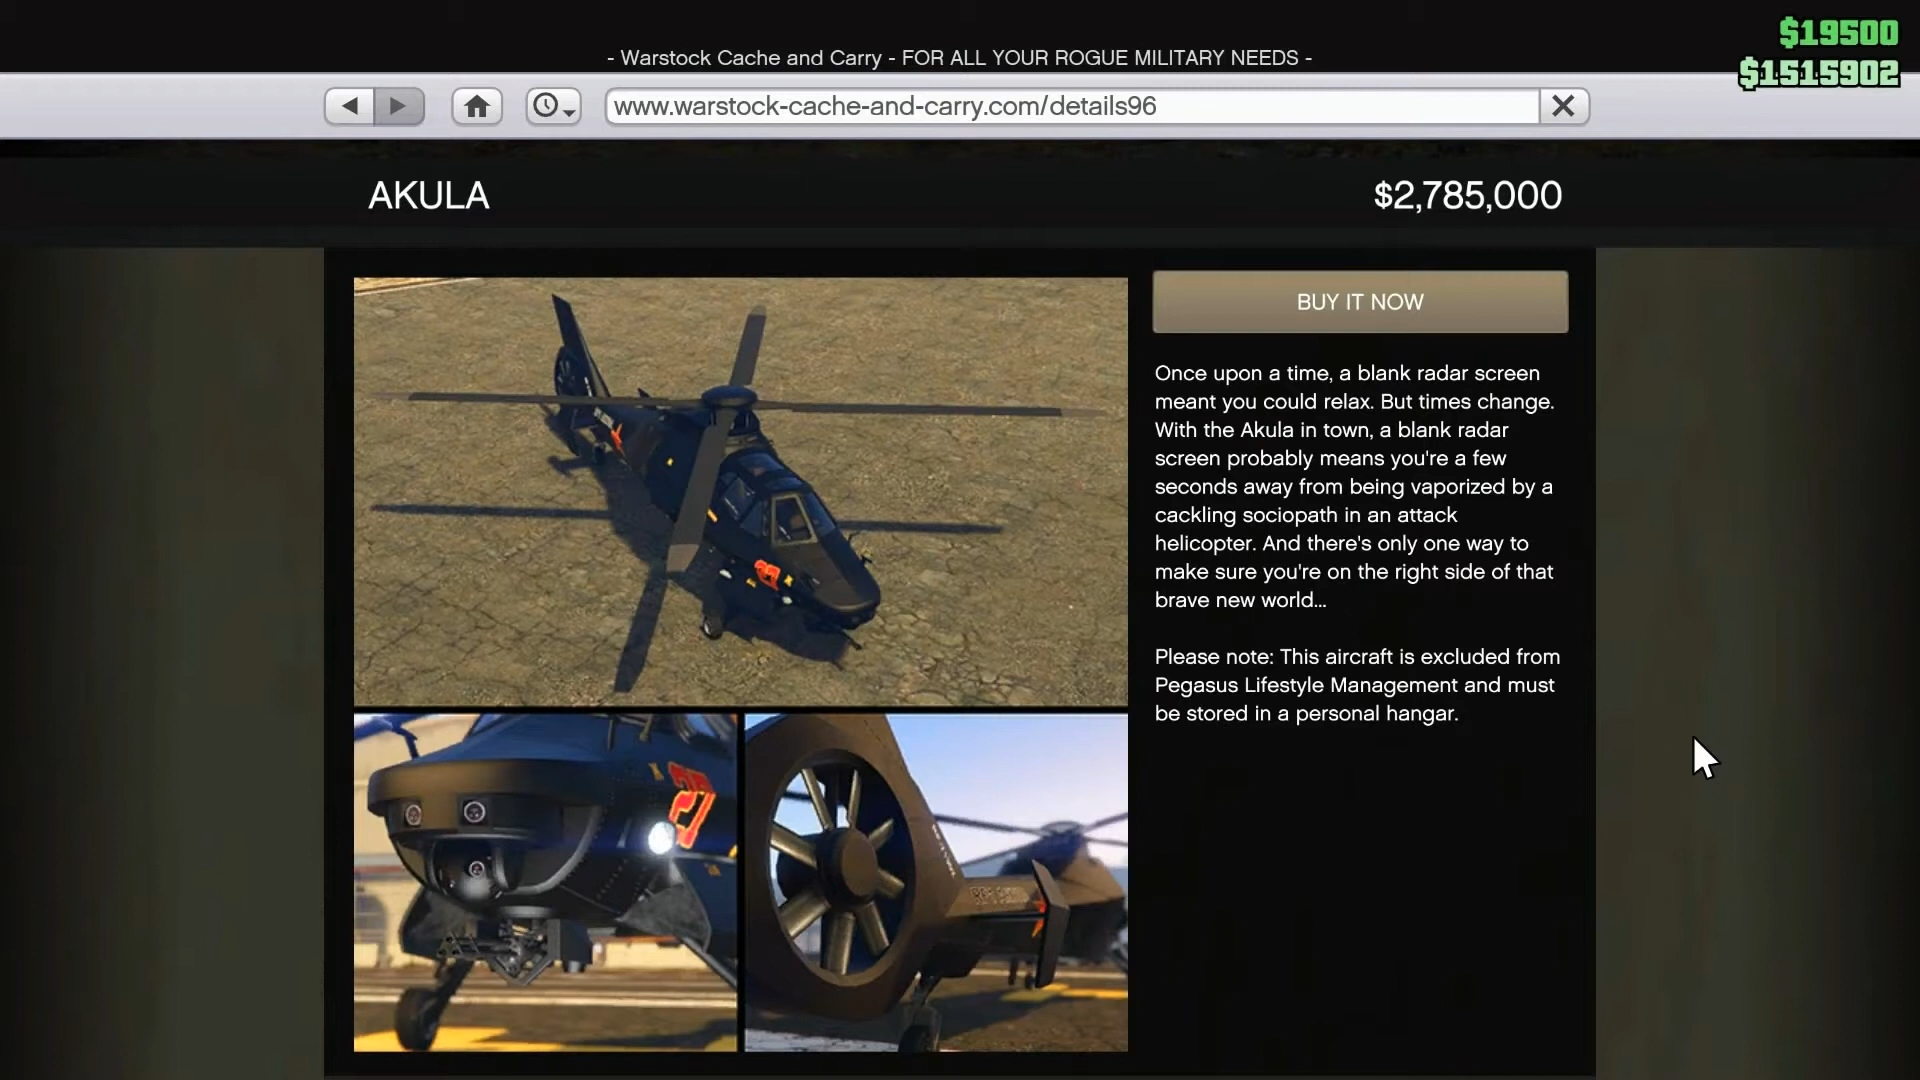 $19500
$1515902
- Warstock Cache and Carry - FOR ALL YOUR ROGUE MILITARY NEEDS -
www.warstock-cache-and-carry.com/details96
AKULA
$2,785,000
BUY IT NOW
Once upon a time, a blank radar screen
meant you could relax. But times change.
With the Akula in town, a blank radar
screen probably means you're a few
seconds away from being vaporized by a
cackling sociopath in an attack
helicopter. And there's only one way to
make sure you're on the right side of that
brave new world...
Please note: This aircraft is excluded from
Pegasus Lifestyle Management and must
be stored in a personal hangar.